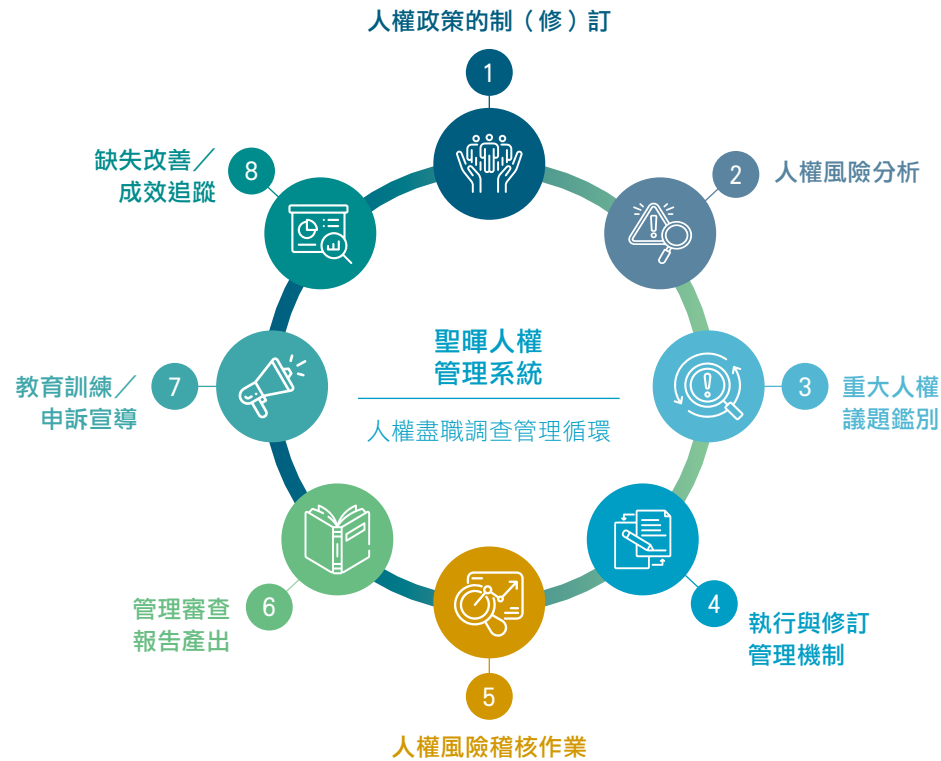 人權政策的制（修）訂
1
2
人權風險分析
3
重大人權
議題鑑別
4
執行與修訂
管理機制
5
人權風險稽核作業
6
管理審查
報告產出
7
教育訓練／
申訴宣導
8
缺失改善／
成效追蹤
聖暉人權
管理系統
人權盡職調查管理循環